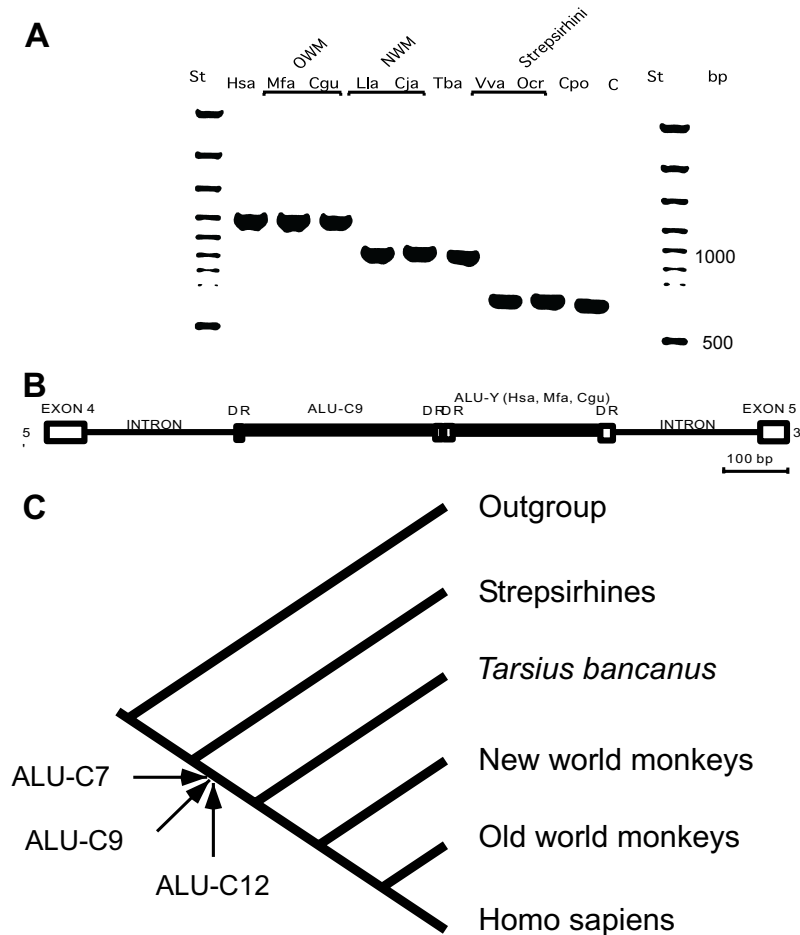 A
OWM
NWM
Strepsirhini
St Hsa Mfa Cgu Lla Cja Tba Vva Ocr Cpo C St bp
1000
500
B
ALU-Y (Hsa, Mfa, Cgu)
EXON 4 DR ALU-C9 DR DR DR EXON 5
5' INTRON INTRON 3
100 bp
C
Outgroup
Strepsirhines
Tarsius bancanus
New world monkeys
ALU-C7
ALU-C9
Old world monkeys
ALU-C12
Homo sapiens